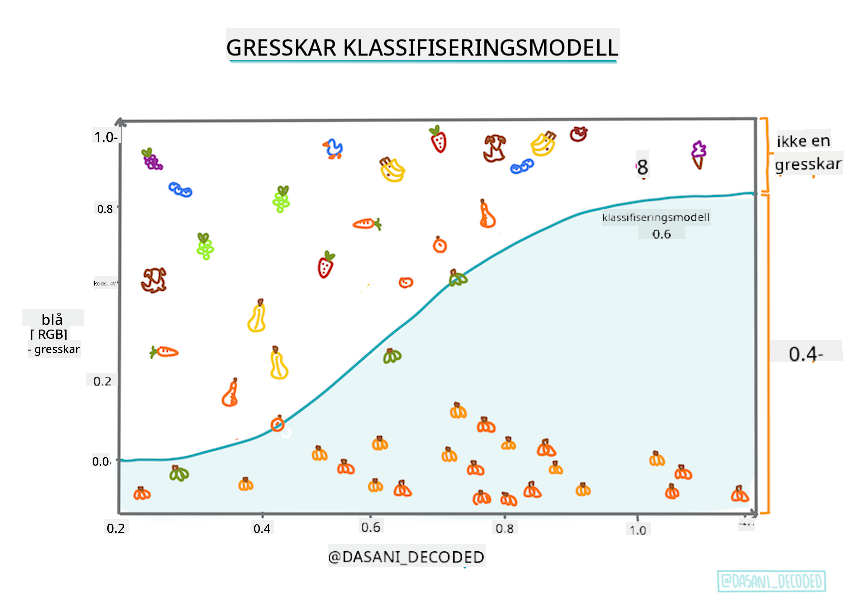 GRESSKAR KLASSIFISERINGSMODELL
1.0-
ikke en
gresskar
8
0.8
klassifiseringsmodell
0.6
blå
[ RGB]
- gresskar
0.4-
0.2
0.0
0.2
0.4
0.6
0.8
1.0
@DASANI_DECODED
@DASANI_DECODED